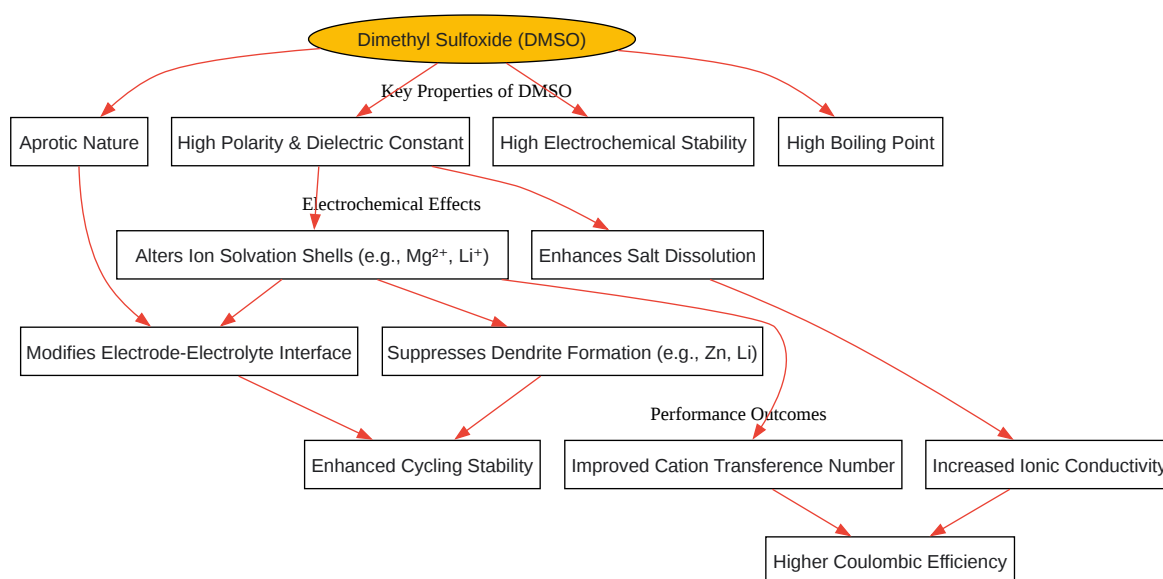 Dimethyl Sulfoxide (DMSO)
Key Properties of DMSO
Aprotic Nature
High Polarity & Dielectric Constant
High Electrochemical Stability
High Boiling Point
Electrochemical Effects
Alters Ion Solvation Shells (e.g., Mg²⁺, Li⁺)
Enhances Salt Dissolution
Modifies Electrode-Electrolyte Interface
Suppresses Dendrite Formation (e.g., Zn, Li)
Performance Outcomes
Enhanced Cycling Stability
Improved Cation Transference Number
Increased Ionic Conductivity
Higher Coulombic Efficiency